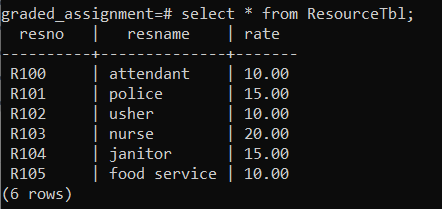 graded_assignment=# select * from ResourceTbl;
  resno   |   resname    | rate
----------+--------------+-------
 R100     | attendant    | 10.00
 R101     | police       | 15.00
 R102     | usher        | 10.00
 R103     | nurse        | 20.00
 R104     | janitor      | 15.00
 R105     | food service | 10.00
(6 rows)